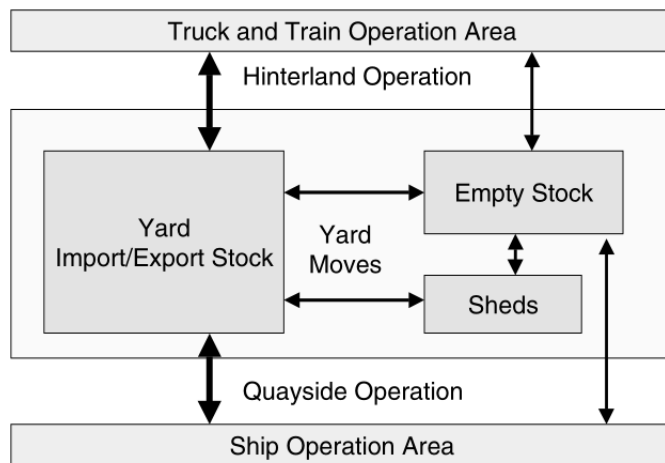 Truck and Train Operation Area
Hinterland Operation
Yard
Import/Export Stock
Empty Stock
Yard
Moves
Sheds
Quayside Operation
Ship Operation Area